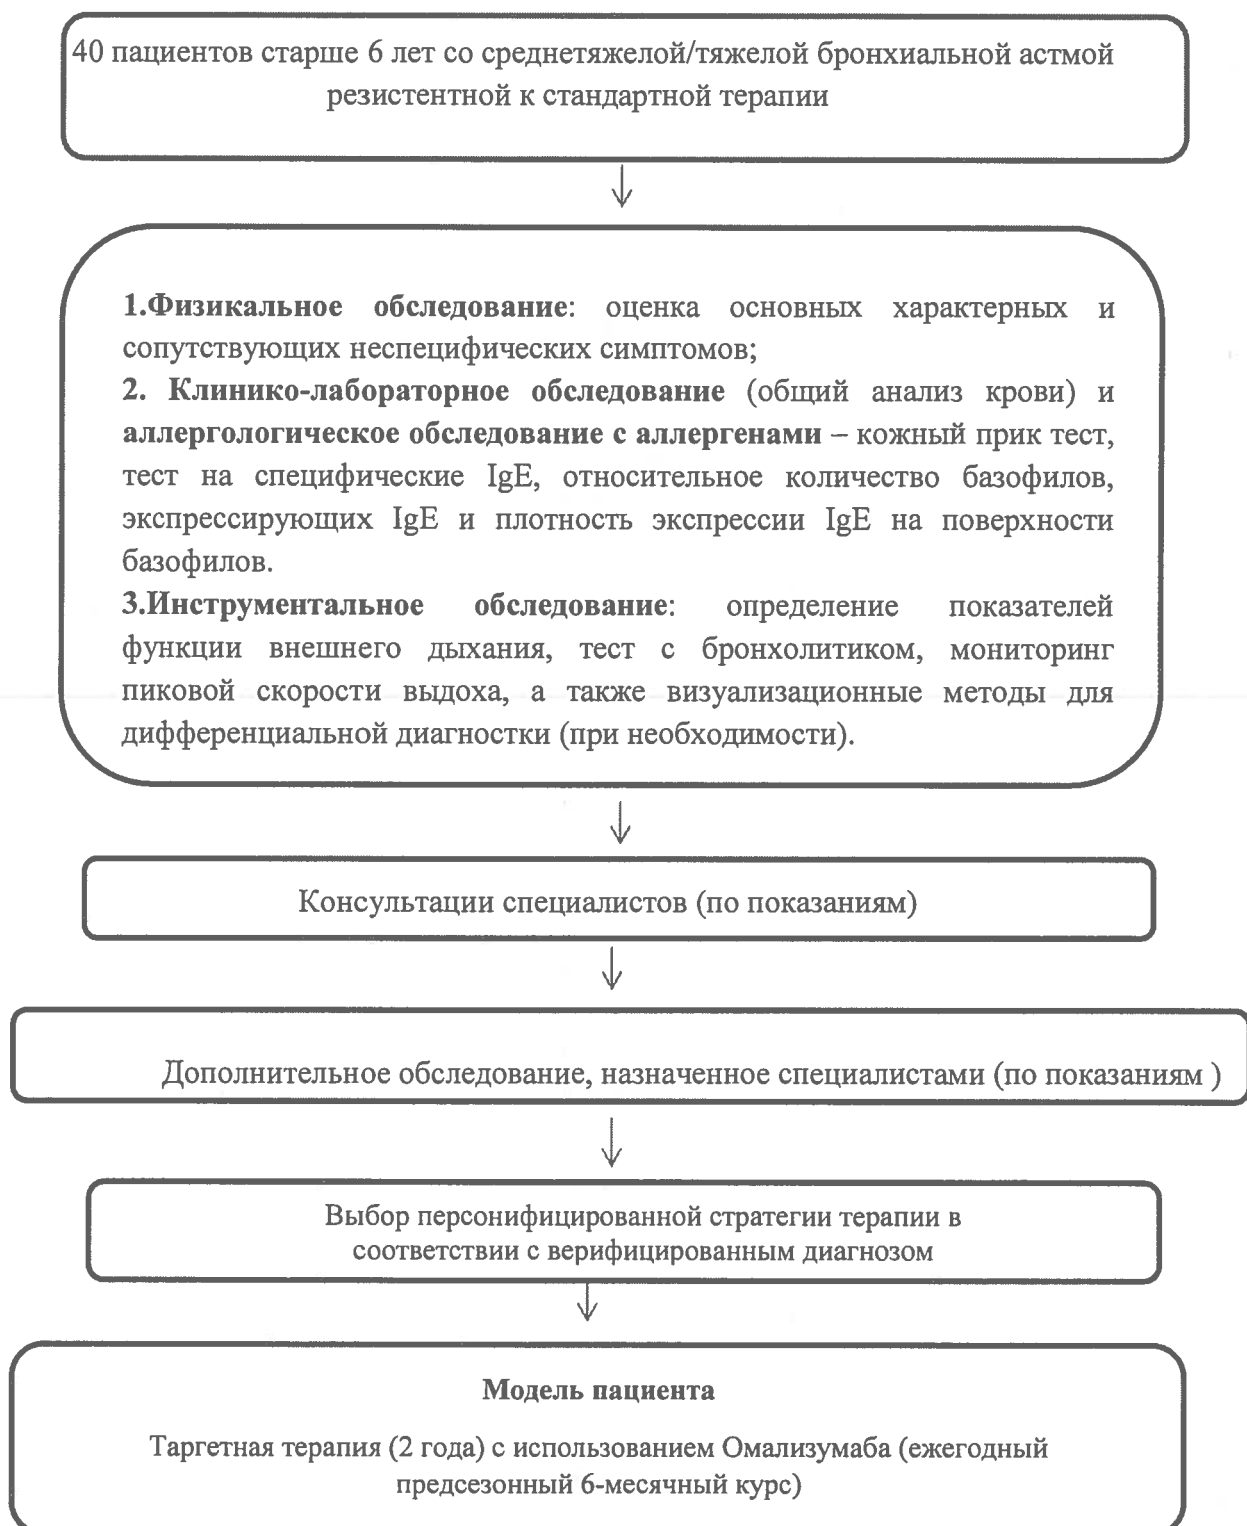 40 пациентов старше 6 лет со среднетяжелой/тяжелой бронхиальной астмой
резистентной к стандартной терапии
1.Физикальное обследование: оценка основных характерных и
сопутствующих неспецифических симптомов;
2. Клинико-лабораторное обследование (общий анализ крови) и
аллергологическое обследование с аллергенами – кожный прик тест,
тест на специфические IgE, относительное количество базофилов,
экспрессирующих IgE и плотность экспрессии IgE на поверхности
базофилов.
3.Инструментальное обследование: определение показателей
функции внешнего дыхания, тест с бронхолитиком, мониторинг
пиковой скорости выдоха, а также визуализационные методы для
дифференциальной диагностки (при необходимости).
Консультации специалистов (по показаниям)
Дополнительное обследование, назначенное специалистами (по показаниям )
Выбор персонифицированной стратегии терапии в
соответствии с верифицированным диагнозом
Модель пациента
Таргетная терапия (2 года) с использованием Омализумаба (ежегодный
предсезонный 6-месячный курс)